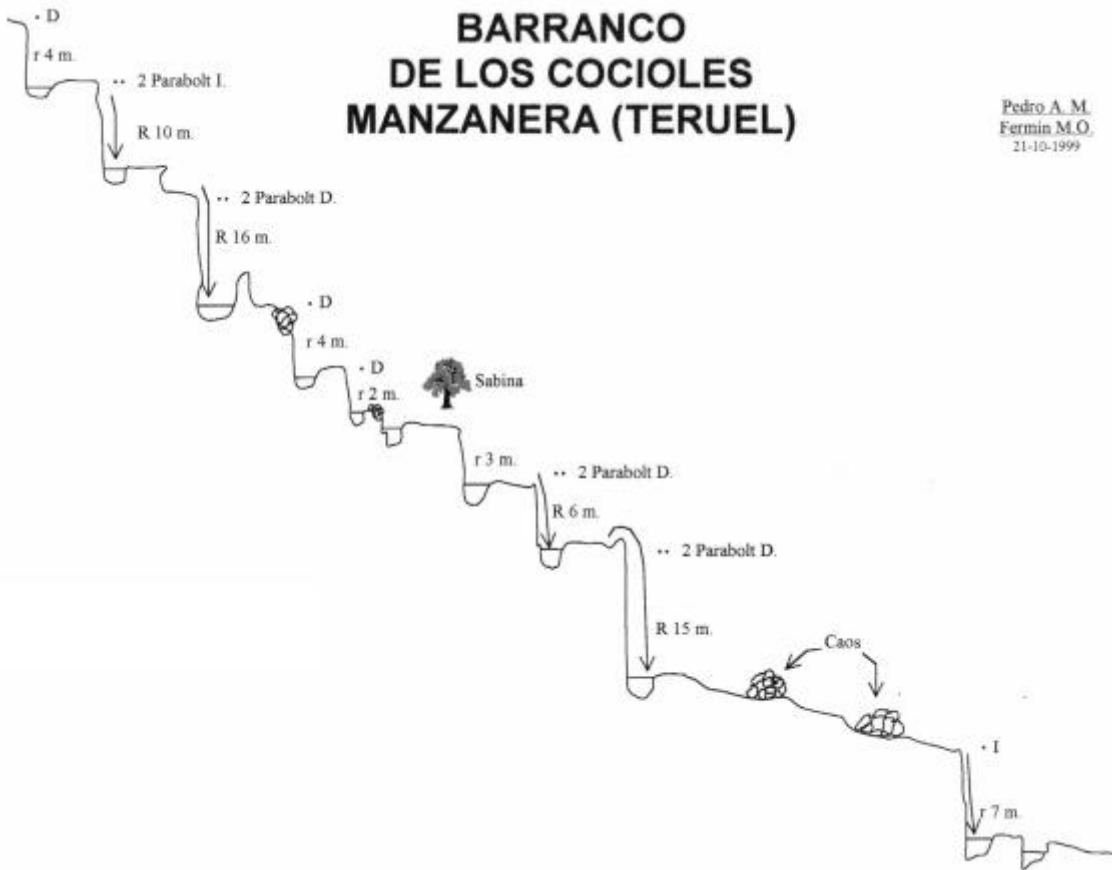 BARRANCO
DE LOS COCIOLES
MANZANERA (TERUEL)
Pedro A. M.
Fermin M.O.
21-10-1999
· D
r 4 m.
·· 2 Parabolt I.
R 10 m.
·· 2 Parabolt D.
R 16 m.
· D
r 4 m.
· D
r 2 m.
Sabina
r 3 m.
·· 2 Parabolt D.
R 6 m.
·· 2 Parabolt D.
R 15 m.
Caos
· I
r 7 m.